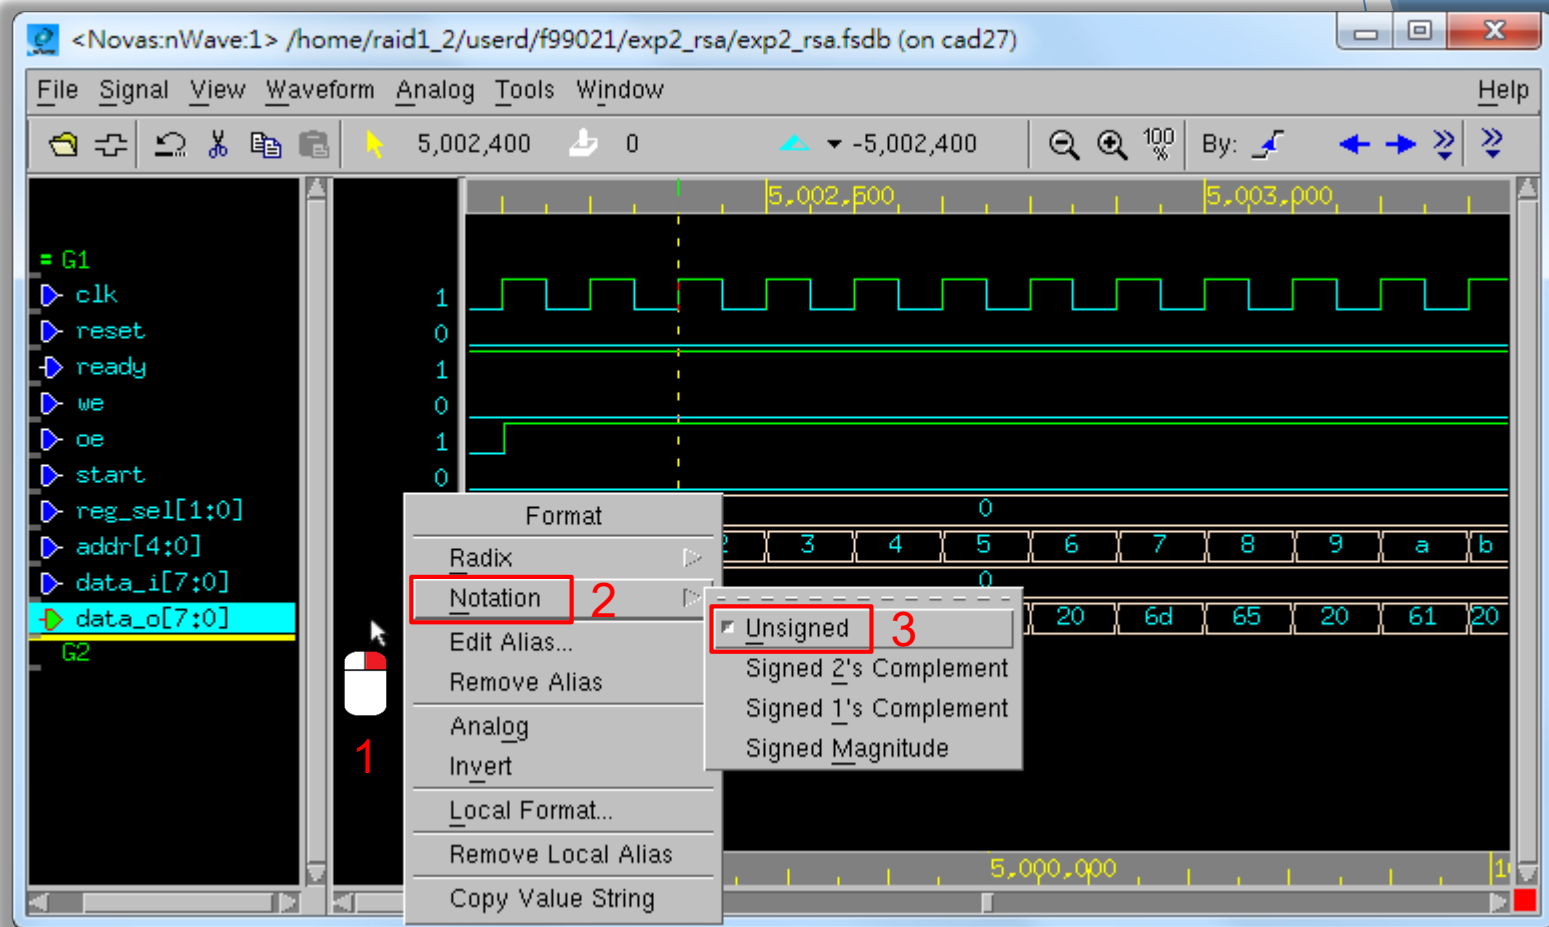 <Novas:nWave:1> /home/raid1_2/userd/f99021/exp2_rsa/exp2_rsa.fsdb (on cad27)
File Signal View Waveform Analog Tools Window Help
5,002,400 0 -5,002,400 100 % By:
5,002,500 5,003,000
= G1
clk 1
reset 0
ready 1
we 0
oe 1
start 0
reg_sel[1:0] 0
addr[4:0] 3 4 5 6 7 8 9 a b
data_i[7:0] 0
data_o[7:0] 20 6d 65 20 61 20
G2
Format
Radix
Notation 2
Edit Alias...
Remove Alias
Analog
Invert
Local Format...
Remove Local Alias
Copy Value String
Unsigned 3
Signed 2's Complement
Signed 1's Complement
Signed Magnitude
1
5,000,000